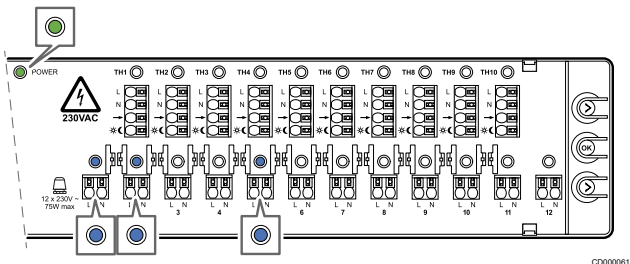 POWER
TH1 TH2 TH3 TH4 TH5 TH6 TH7 TH8 TH9 TH10
L
N
230VAC
OK
12 x 230V ~
75W max
L N L N L N L N L N L N L N L N L N L N L N
3 4 6 7 8 9 10 11 12
CD000061